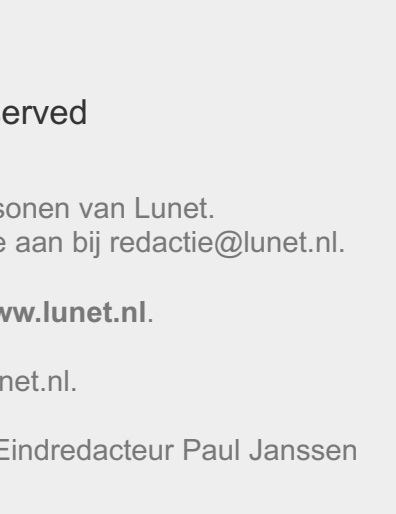 erved
sonen van Lunet.
e aan bij redactie@lunet.nl.
ww.lunet.nl.
net.nl.
Eindredacteur Paul Janssen